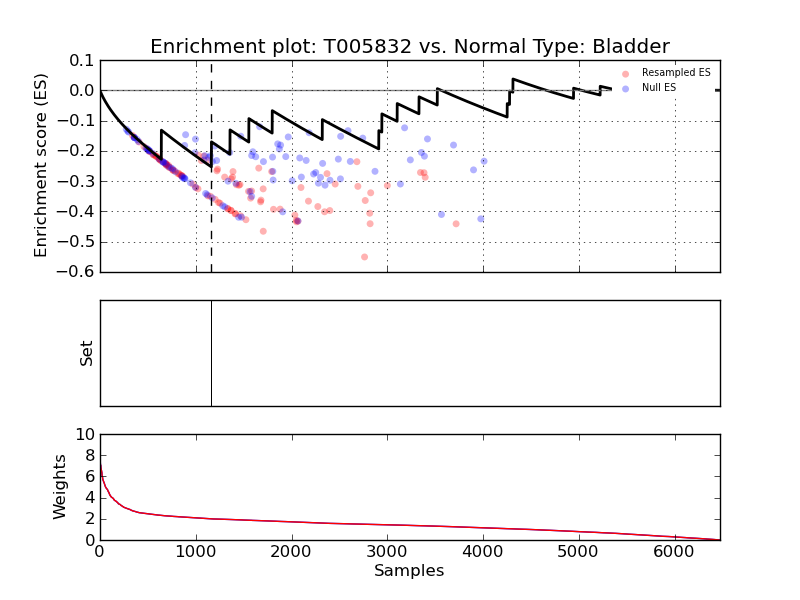 Enrichment plot: T005832 vs. Normal Type: Bladder
Enrichment score (ES)
0.1
0.0
−0.1
−0.2
−0.3
−0.4
−0.5
−0.6
Resampled ES
Null ES
Set
Weights
10
8
6
4
2
0
0 1000 2000 3000 4000 5000 6000
Samples